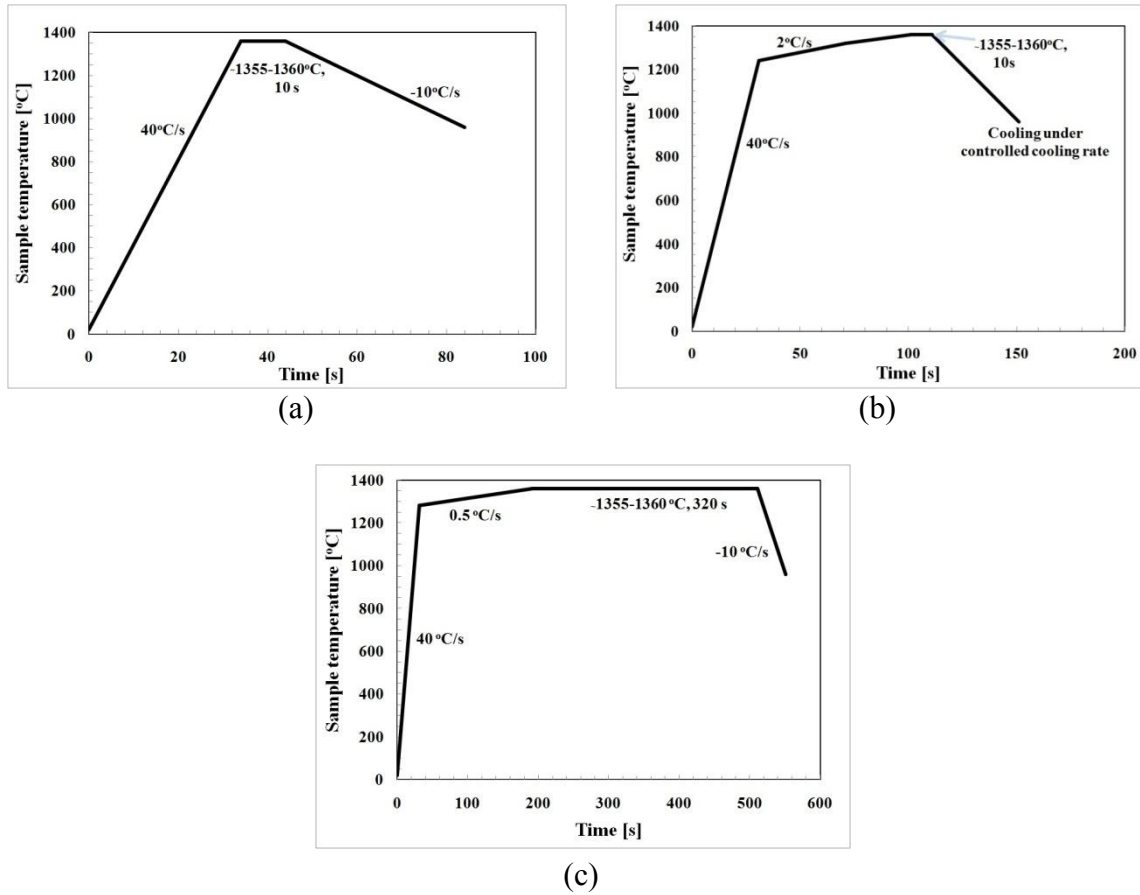 1400
1200
1000
800
600
400
200
0
Sample temperature [°C]
-1355-1360°C,
10 s
40°C/s
-10°C/s
0 20 40 60 80 100
Time [s]
(a)
1400
1200
1000
800
600
400
200
0
Sample temperature [°C]
2°C/s
-1355-1360°C,
10s
40°C/s
Cooling under
controlled cooling rate
0 50 100 150 200
Time [s]
(b)
1400
1200
1000
800
600
400
200
0
Sample temperature [°C]
0.5 °C/s
-1355-1360 °C, 320 s
-10 °C/s
40 °C/s
0 100 200 300 400 500 600
Time [s]
(c)